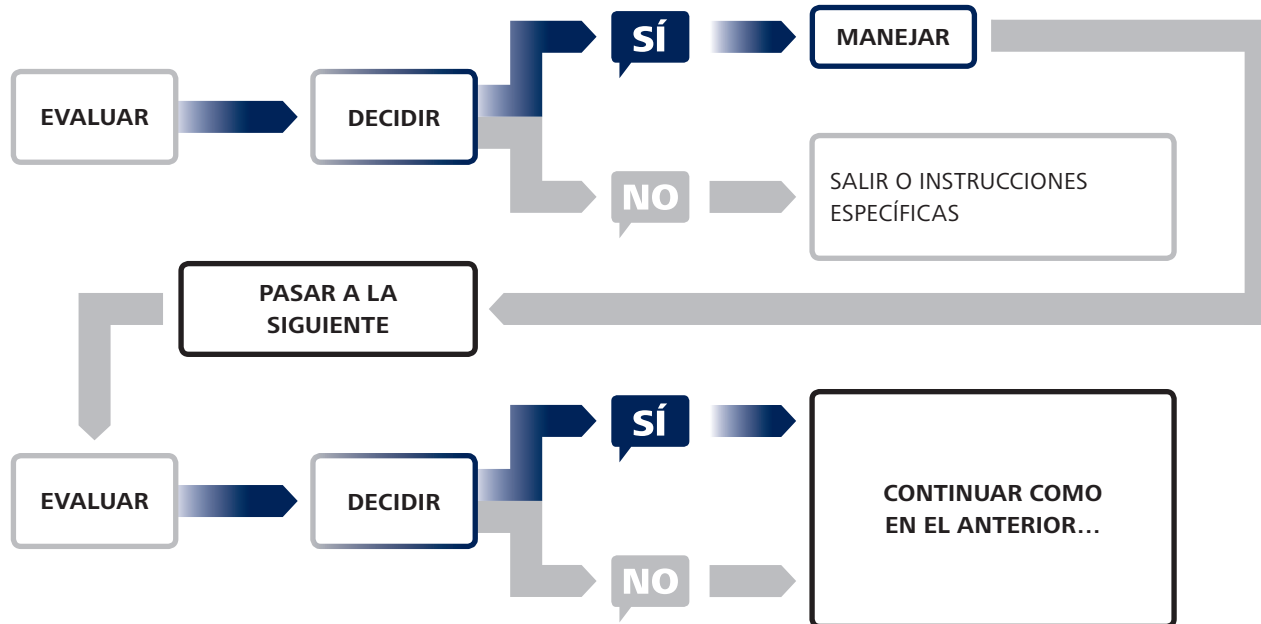 EVALUAR
DECIDIR
SÍ
MANEJAR
NO
SALIR O INSTRUCCIONES
ESPECÍFICAS
PASAR A LA
SIGUIENTE
EVALUAR
DECIDIR
SÍ
NO
CONTINUAR COMO
EN EL ANTERIOR...